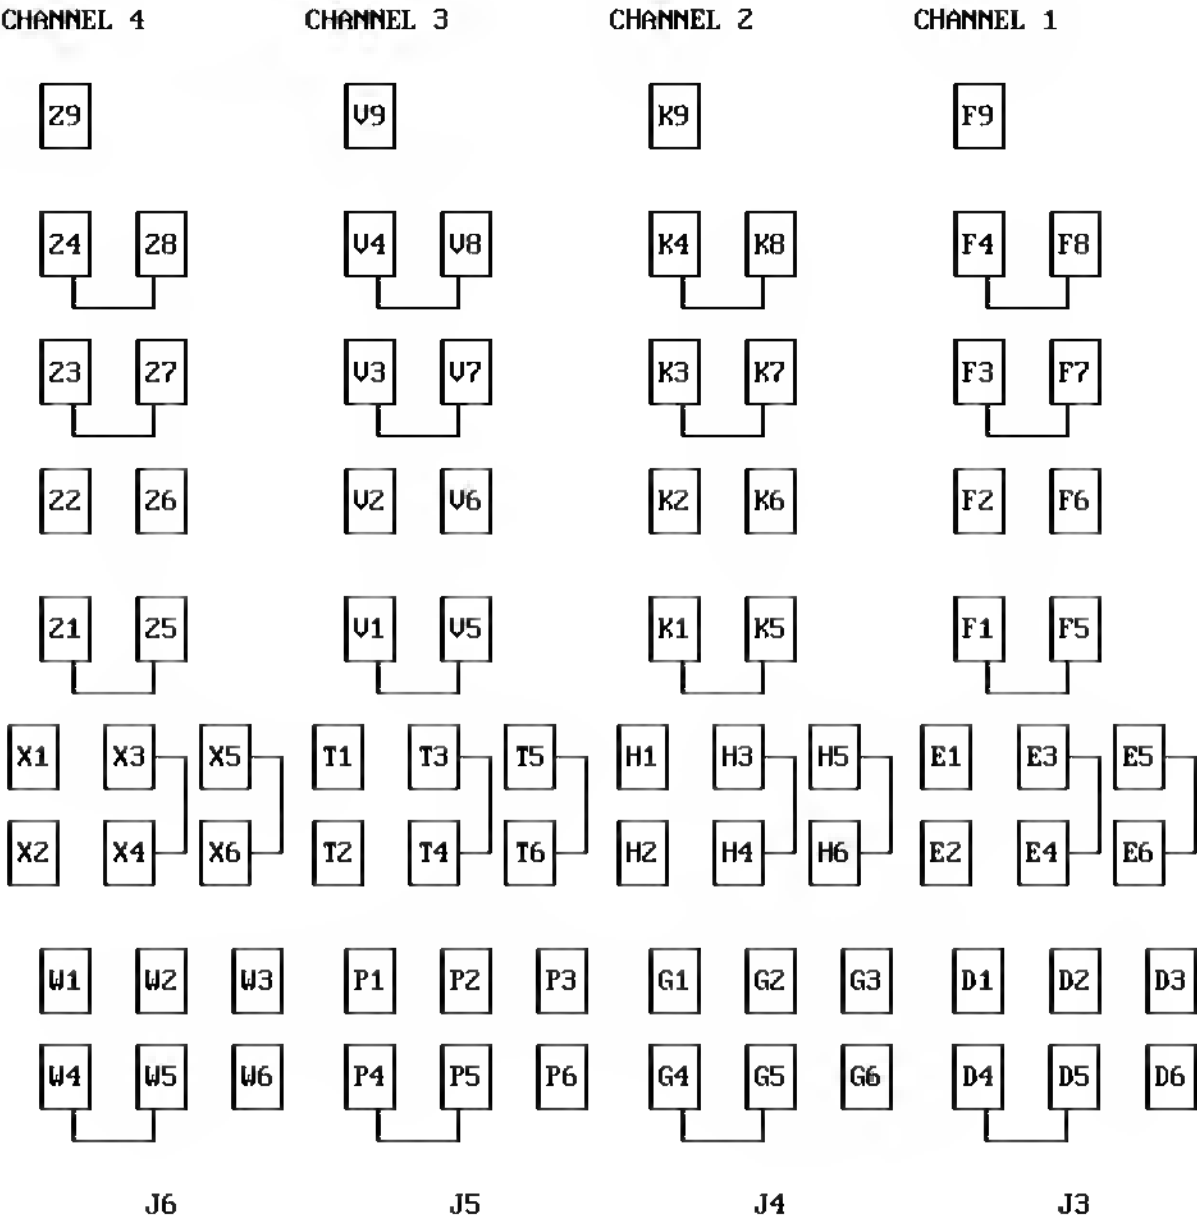 CHANNEL 4 CHANNEL 3 CHANNEL 2 CHANNEL 1
Z9 V9 K9 F9
Z4 Z8 V4 V8 K4 K8 F4 F8
Z3 Z7 V3 V7 K3 K7 F3 F7
Z2 Z6 V2 V6 K2 K6 F2 F6
Z1 Z5 V1 V5 K1 K5 F1 F5
X1 X3 X5 T1 T3 T5 H1 H3 H5 E1 E3 E5
X2 X4 X6 T2 T4 T6 H2 H4 H6 E2 E4 E6
W1 W2 W3 P1 P2 P3 G1 G2 G3 D1 D2 D3
W4 W5 W6 P4 P5 P6 G4 G5 G6 D4 D5 D6
J6 J5 J4 J3